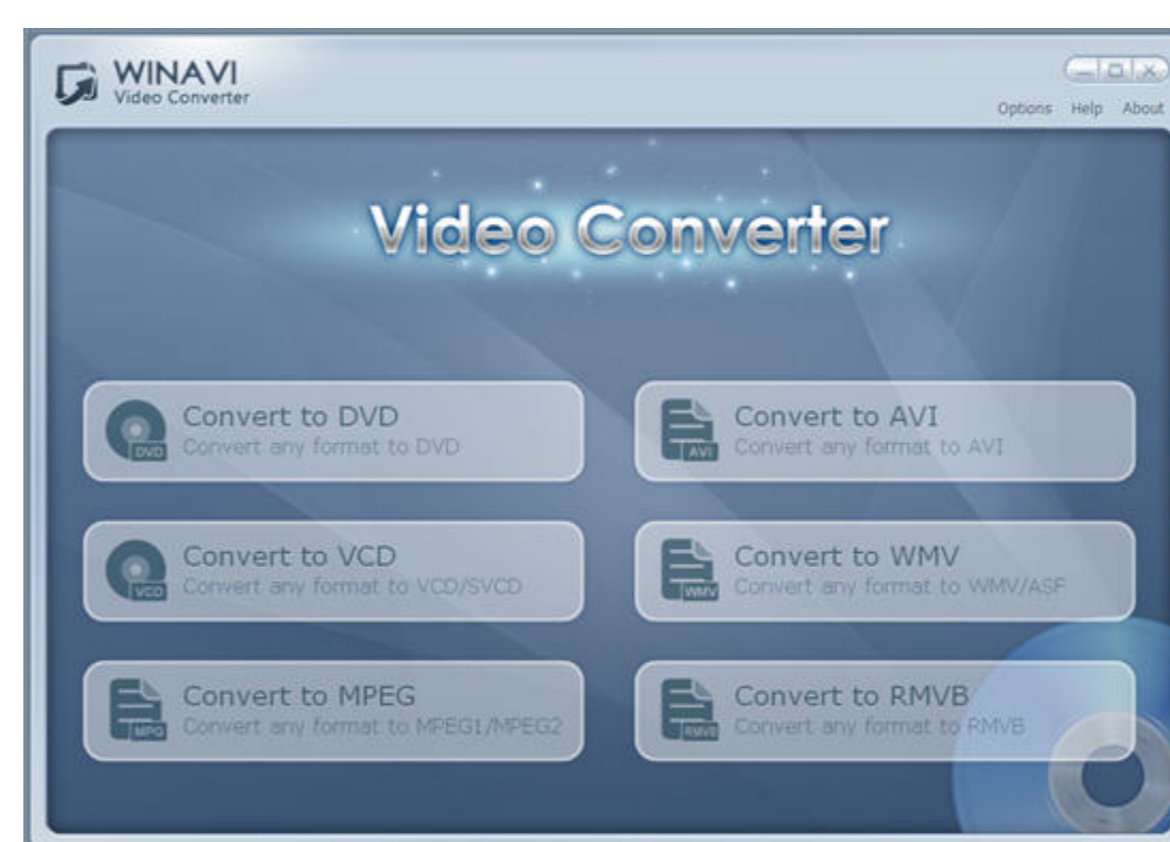 WINAVI
Video Converter
Options Help About
Video Converter
Convert to DVD
Convert any format to DVD
DVD
Convert to AVI
Convert any format to AVI
AVI
Convert to VCD
Convert any format to VCD/SVCD
VCD
Convert to WMV
Convert any format to WMV/ASF
WMV
Convert to MPEG
Convert any format to MPEG1/MPEG2
MPG
Convert to RMVB
Convert any format to RMVB
RMVB